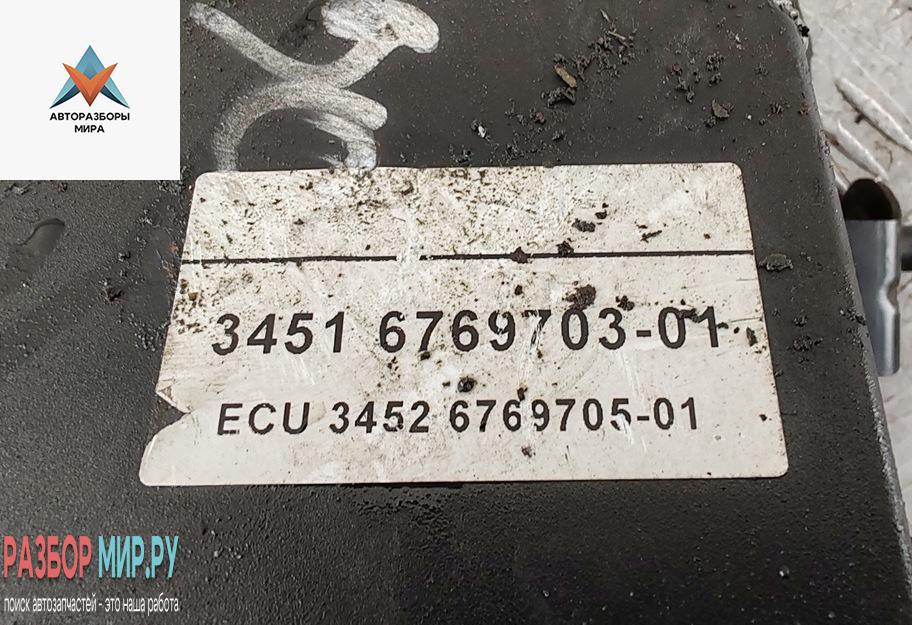 АВТОРАЗБОРЫ
МИРА
3451 6769703-01
ECU 3452 6769705-01
РАЗБОР МИР.РУ
поиск автозапчастей - это наша работа